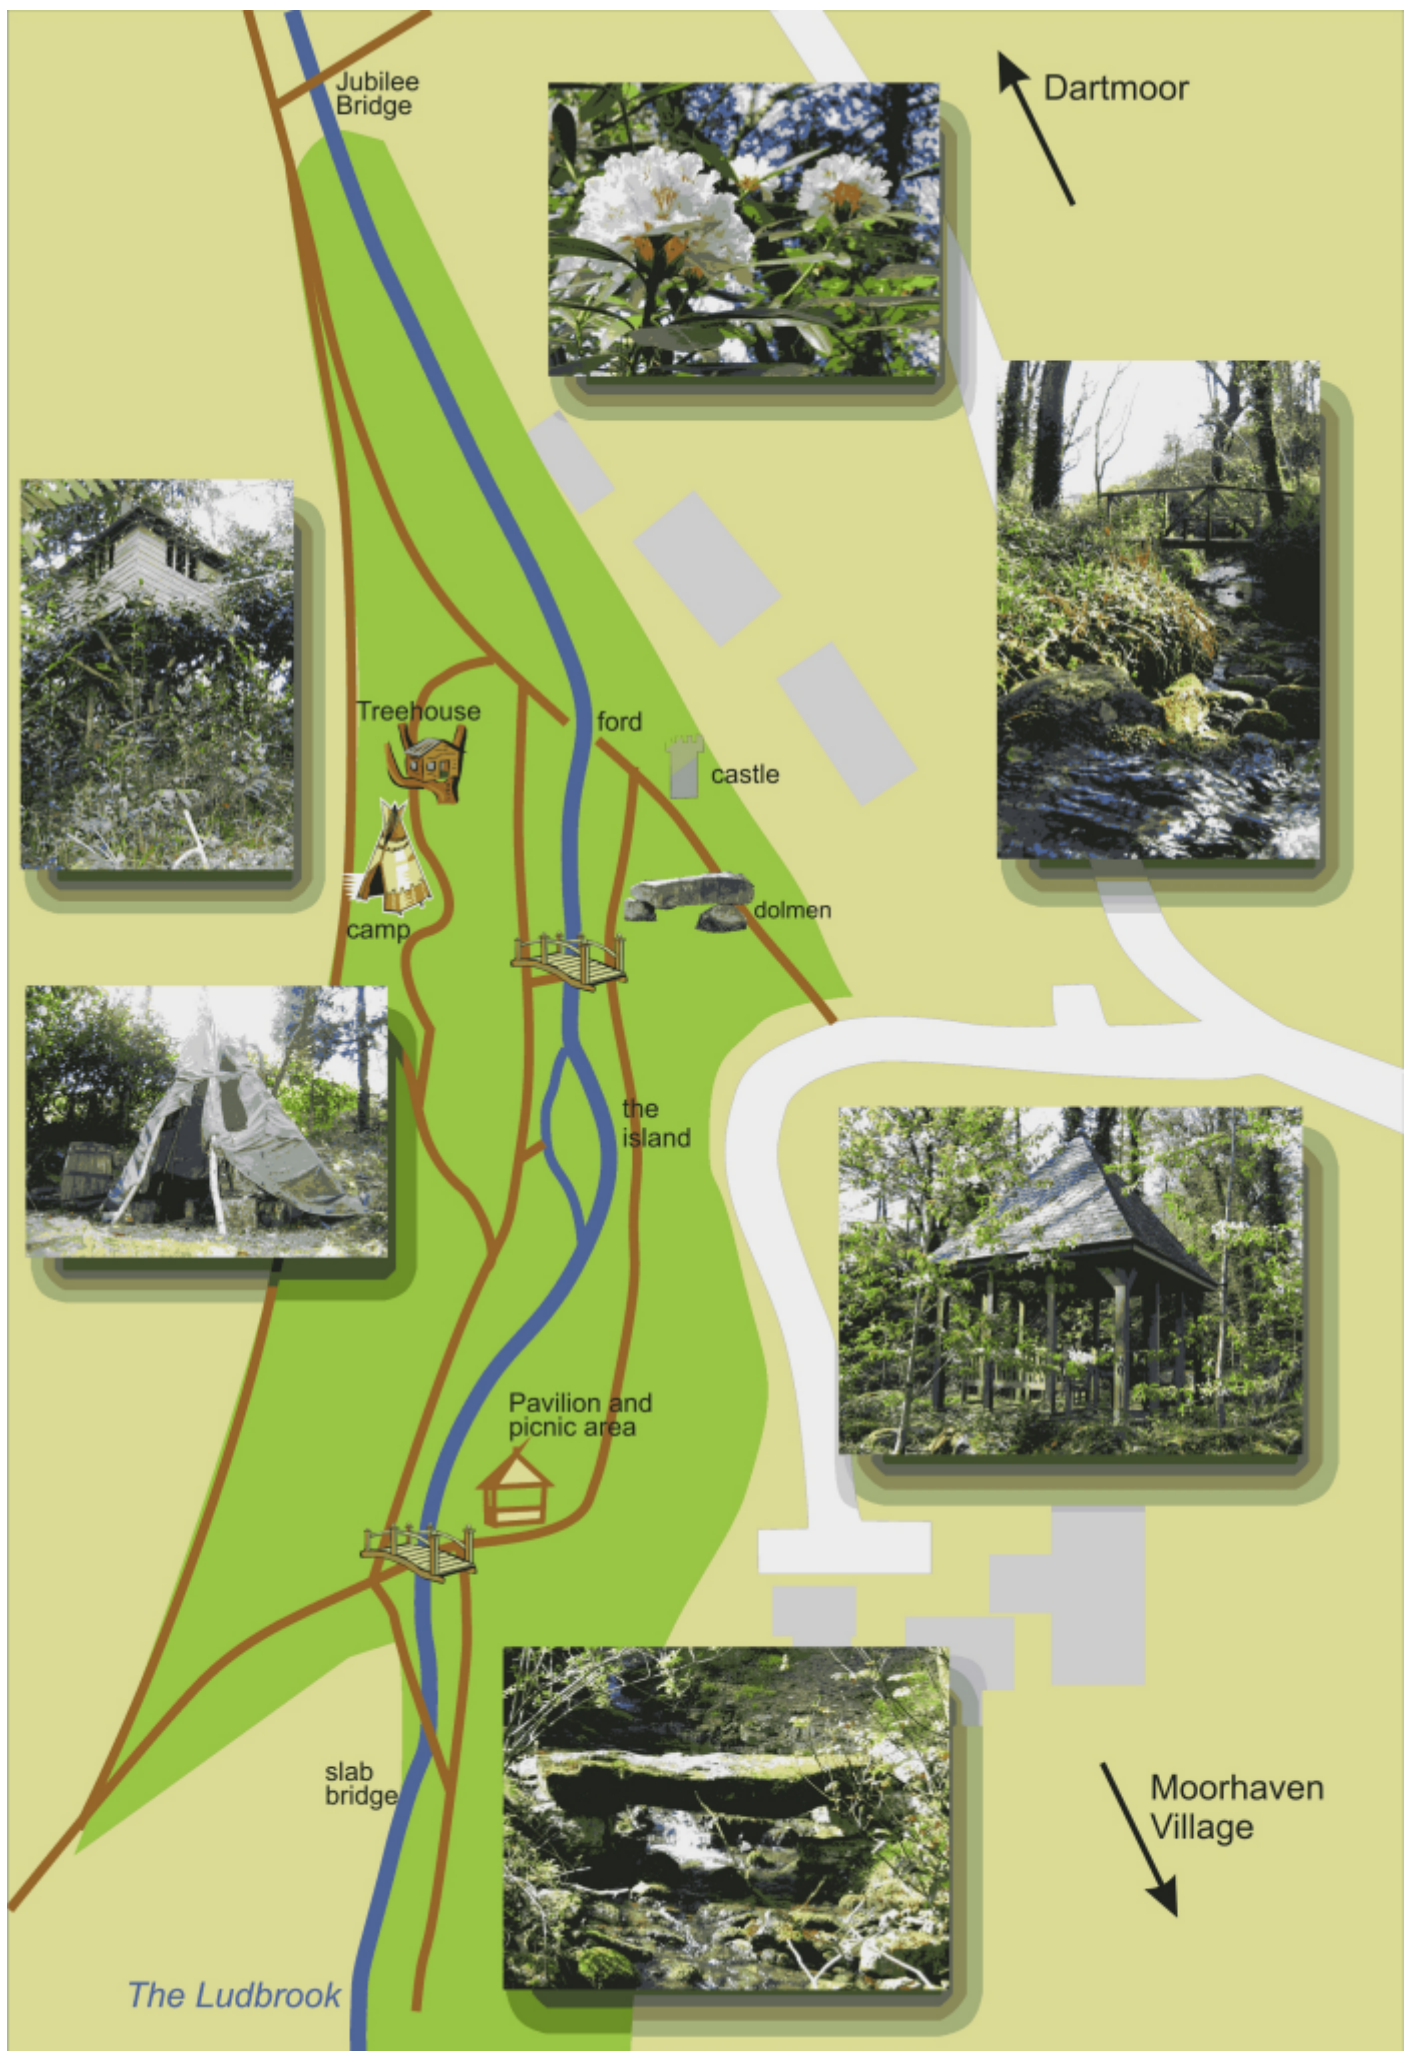 Jubilee
Bridge
Dartmoor
Treehouse
ford
castle
camp
dolmen
the
island
Pavilion and
picnic area
slab
bridge
Moorhaven
Village
The Ludbrook